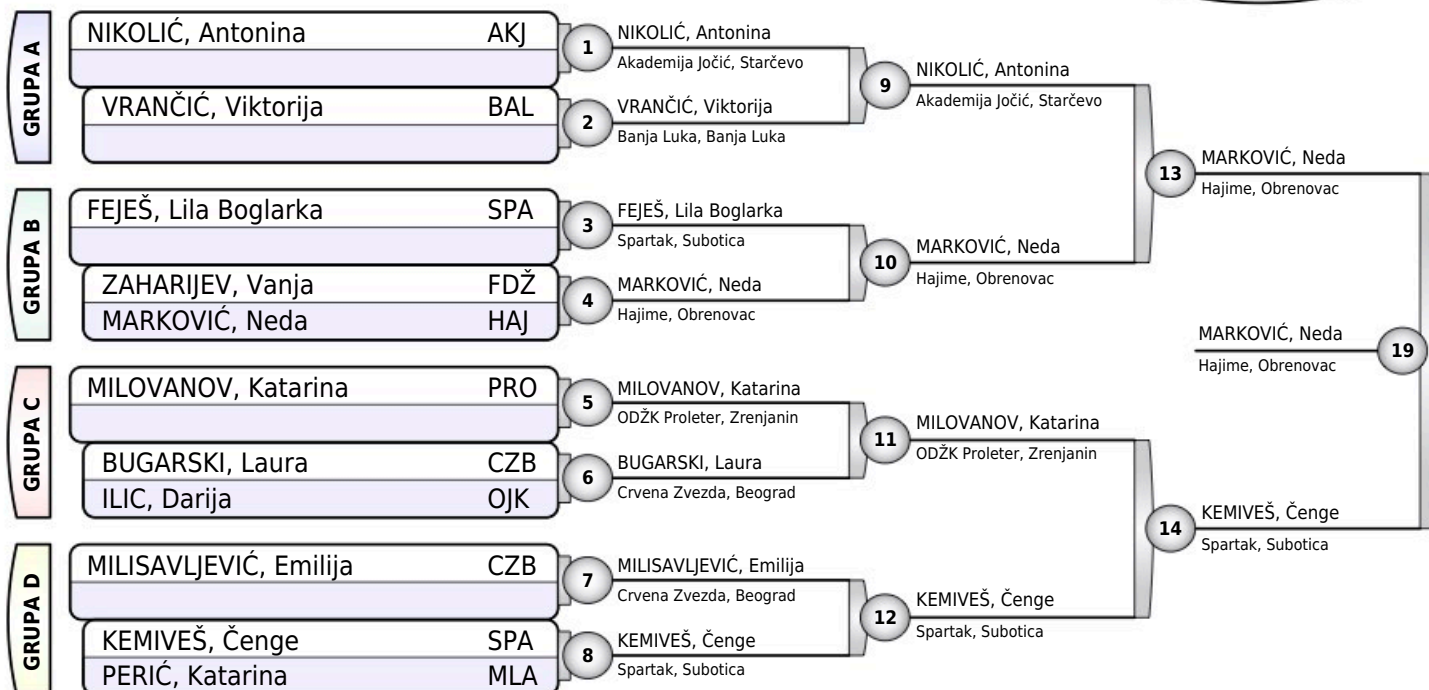 GRUPA A
NIKOLIĆ, Antonina AKJ
VRANČIĆ, Viktorija BAL
1
NIKOLIĆ, Antonina
Akademija Jočić, Starčevo
2
VRANČIĆ, Viktorija
Banja Luka, Banja Luka
9
NIKOLIĆ, Antonina
Akademija Jočić, Starčevo
GRUPA B
FEJEŠ, Lila Boglarka SPA
ZAHARIJEV, Vanja FDŽ
MARKOVIĆ, Neda HAJ
3
FEJEŠ, Lila Boglarka
Spartak, Subotica
4
MARKOVIĆ, Neda
Hajime, Obrenovac
10
MARKOVIĆ, Neda
Hajime, Obrenovac
13
MARKOVIĆ, Neda
Hajime, Obrenovac
GRUPA C
MILOVANOV, Katarina PRO
BUGARSKI, Laura CZB
ILIC, Darija OJK
5
MILOVANOV, Katarina
ODŽK Proleter, Zrenjanin
6
BUGARSKI, Laura
Crvena Zvezda, Beograd
11
MILOVANOV, Katarina
ODŽK Proleter, Zrenjanin
GRUPA D
MILISAVLJEVIĆ, Emilija CZB
KEMIVEŠ, Čenge SPA
PERIĆ, Katarina MLA
7
MILISAVLJEVIĆ, Emilija
Crvena Zvezda, Beograd
8
KEMIVEŠ, Čenge
Spartak, Subotica
12
KEMIVEŠ, Čenge
Spartak, Subotica
14
KEMIVEŠ, Čenge
Spartak, Subotica
MARKOVIĆ, Neda
Hajime, Obrenovac
19